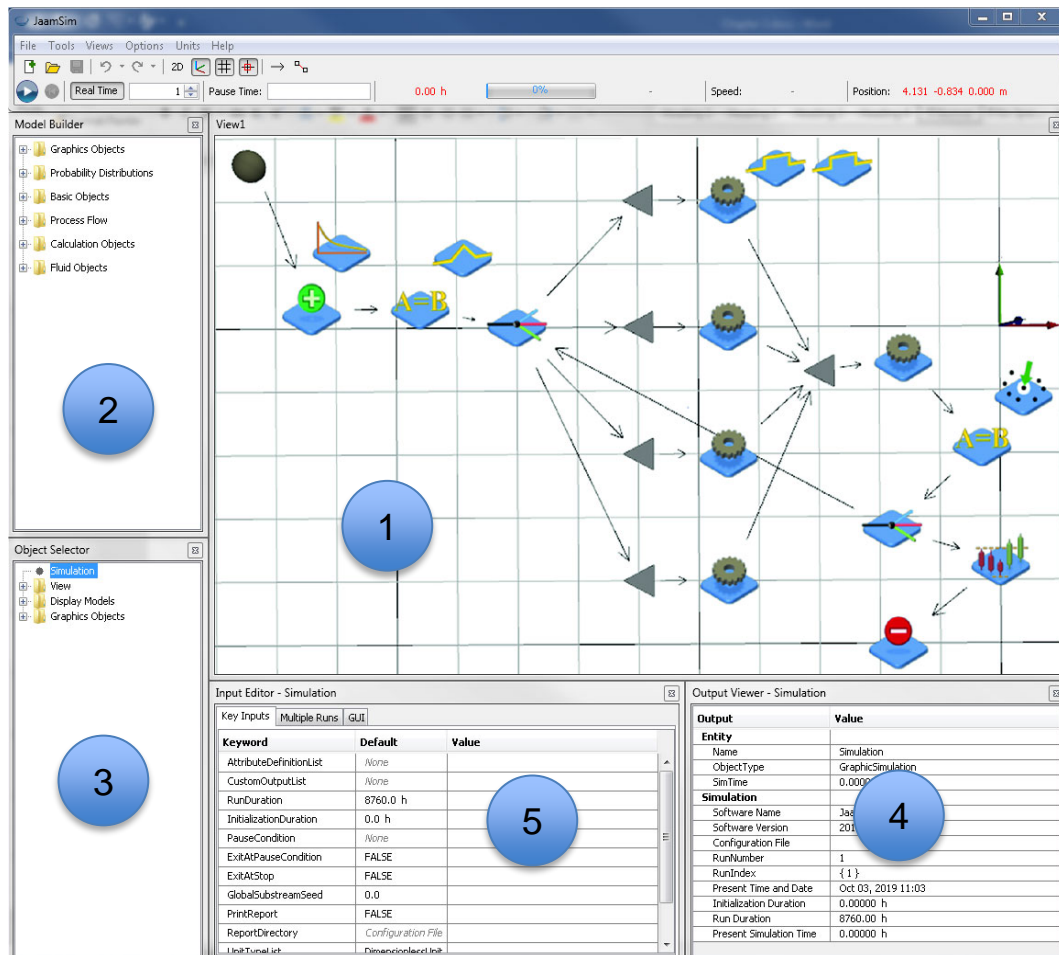 JaamSim
File Tools Views Options Units Help
2D
Real Time 1 Pause Time: 0.00 h 0% - Speed: - Position: 4.131 -0.834 0.000 m
Model Builder
Graphics Objects
Probability Distributions
Basic Objects
Process Flow
Calculation Objects
Fluid Objects
2
View1
A=B
A=B
1
Object Selector
Simulation
View
Display Models
Graphics Objects
3
Input Editor - Simulation
Key Inputs Multiple Runs GUI
Keyword Default Value
AttributeDefinitionList None
CustomOutputList None
RunDuration 8760.0 h
InitializationDuration 0.0 h
PauseCondition None
ExitAtPauseCondition FALSE
ExitAtStop FALSE
GlobalSubstreamSeed 0.0
PrintReport FALSE
ReportDirectory Configuration File
UnitTypeList DimensionlessUnit
5
Output Viewer - Simulation
Output Value
Entity
Name Simulation
ObjectType GraphicSimulation
SimTime 0.0000
Simulation
Software Name Jaa
Software Version 201
Configuration File
RunNumber 1
RunIndex { 1 }
Present Time and Date Oct 03, 2019 11:03
Initialization Duration 0.00000 h
Run Duration 8760.00 h
Present Simulation Time 0.00000 h
4